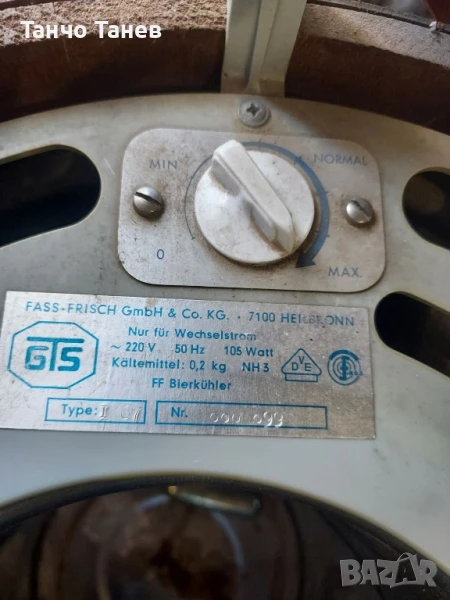 Танчо Танев
MIN
NORMAL
0
MAX.
FASS-FRISCH GmbH & Co. KG. · 7100 HEILBRONN
Nur für Wechselstrom
~ 220 V 50 Hz 105 Watt
Kältemittel: 0,2 kg NH3
FF Bierkühler
GTS
VDE
Type:
Nr.
BAZAR